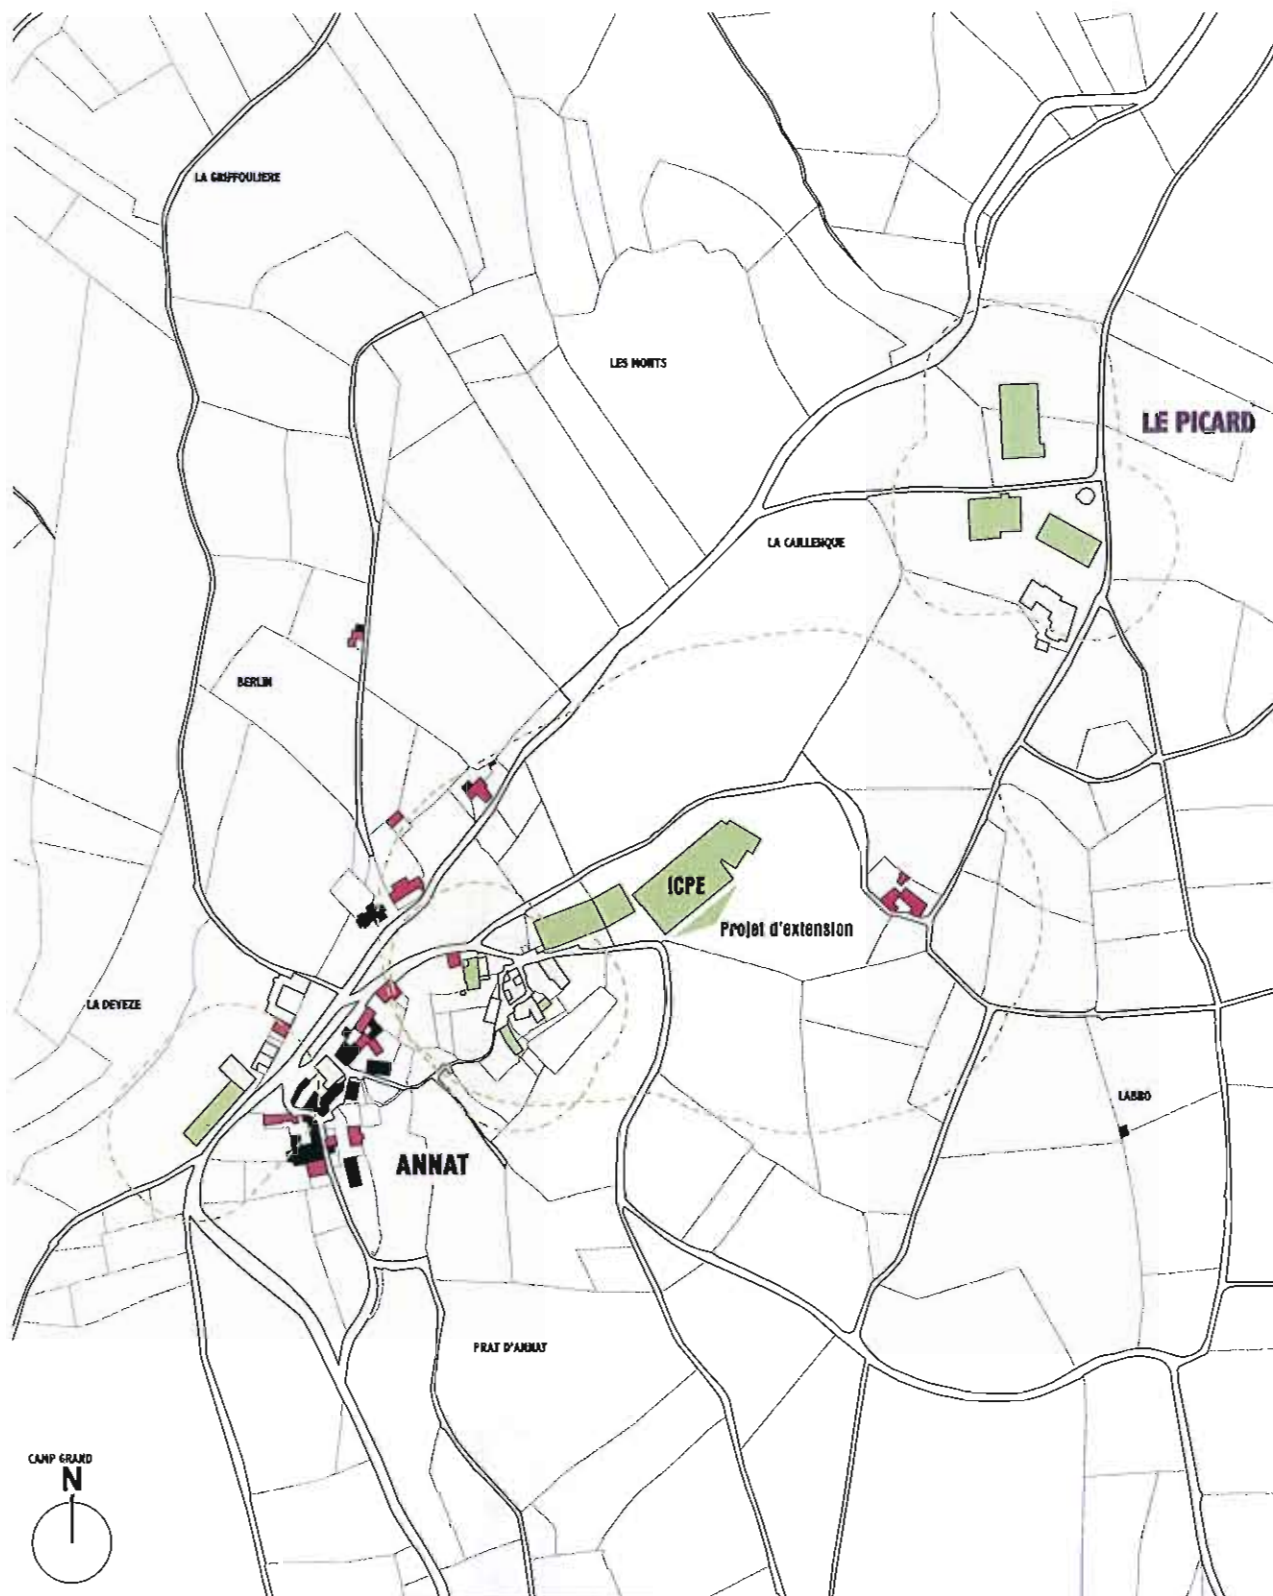 LA GRIFFOULIERE
LES MONTS
LE PICARD
LA CAILLENQUE
BERLIN
ICPE
Projet d'extension
LA DEVEZE
LABRO
ANNAT
PRAT D'ANNAT
CAMP GRAND
N